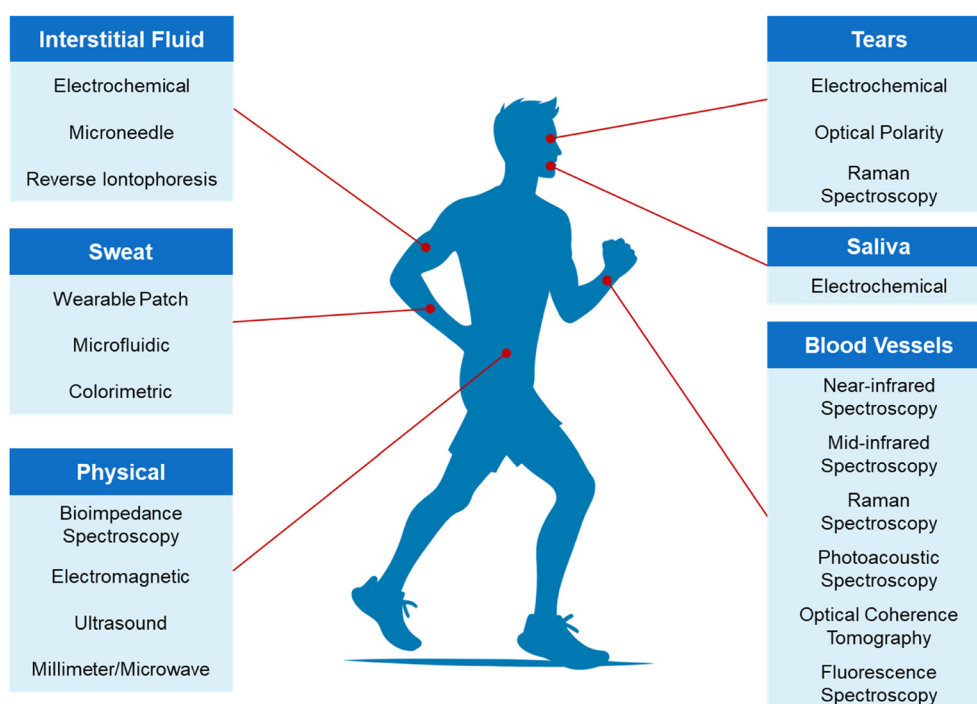 Interstitial Fluid
Electrochemical
Microneedle
Reverse Iontophoresis
Sweat
Wearable Patch
Microfluidic
Colorimetric
Physical
Bioimpedance
Spectroscopy
Electromagnetic
Ultrasound
Millimeter/Microwave
Tears
Electrochemical
Optical Polarity
Raman
Spectroscopy
Saliva
Electrochemical
Blood Vessels
Near-infrared
Spectroscopy
Mid-infrared
Spectroscopy
Raman
Spectroscopy
Photoacoustic
Spectroscopy
Optical Coherence
Tomography
Fluorescence
Spectroscopy